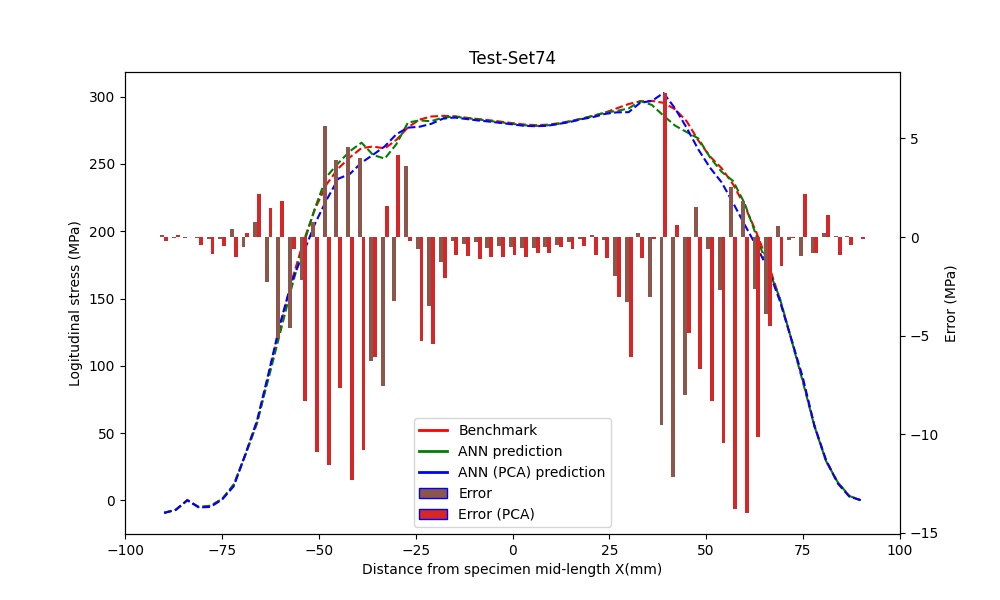 Test-Set74
Logitudinal stress (MPa)
300
250
200
150
100
50
0
5
0
−5
−10
−15
Error (MPa)
Benchmark
ANN prediction
ANN (PCA) prediction
Error
Error (PCA)
−100 −75 −50 −25 0 25 50 75 100
Distance from specimen mid-length X(mm)